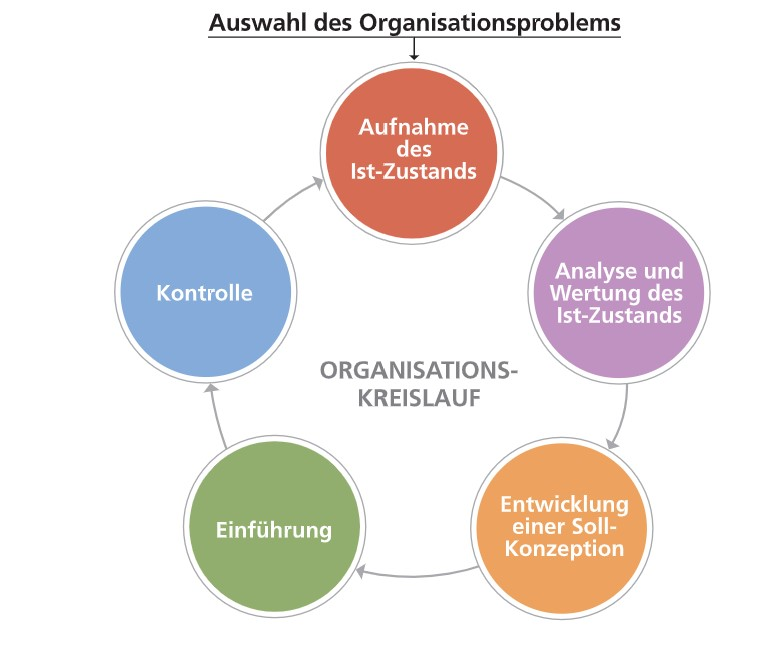 Auswahl des Organisationsproblems
Aufnahme
des
Ist-Zustands
Analyse und
Wertung des
Ist-Zustands
Entwicklung
einer Soll-
Konzeption
Einführung
Kontrolle
ORGANISATIONS-
KREISLAUF